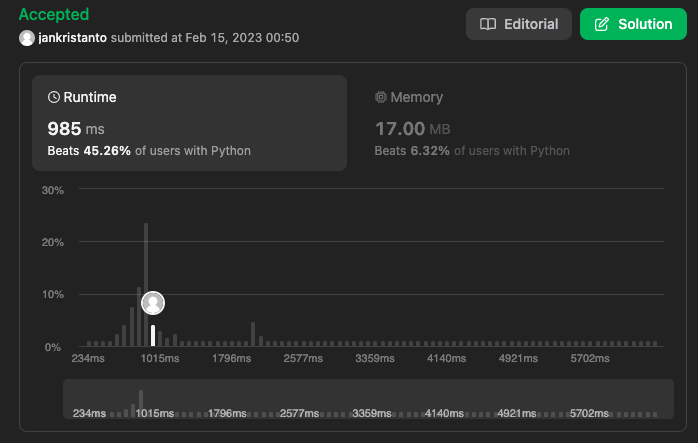 Accepted
jankristanto submitted at Feb 15, 2023 00:50
Editorial
Solution
Runtime
985 ms
Beats 45.26% of users with Python
Memory
17.00 MB
Beats 6.32% of users with Python
30%
20%
10%
0%
234ms 1015ms 1796ms 2577ms 3359ms 4140ms 4921ms 5702ms
234ms 1015ms 1796ms 2577ms 3359ms 4140ms 4921ms 5702ms